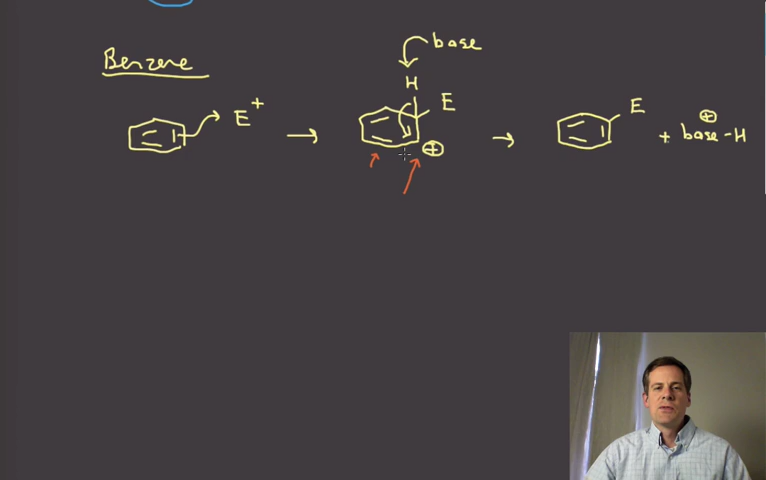 Benzene
base
H
E
E+
⊕
→
E
→
⊕
+ base-H